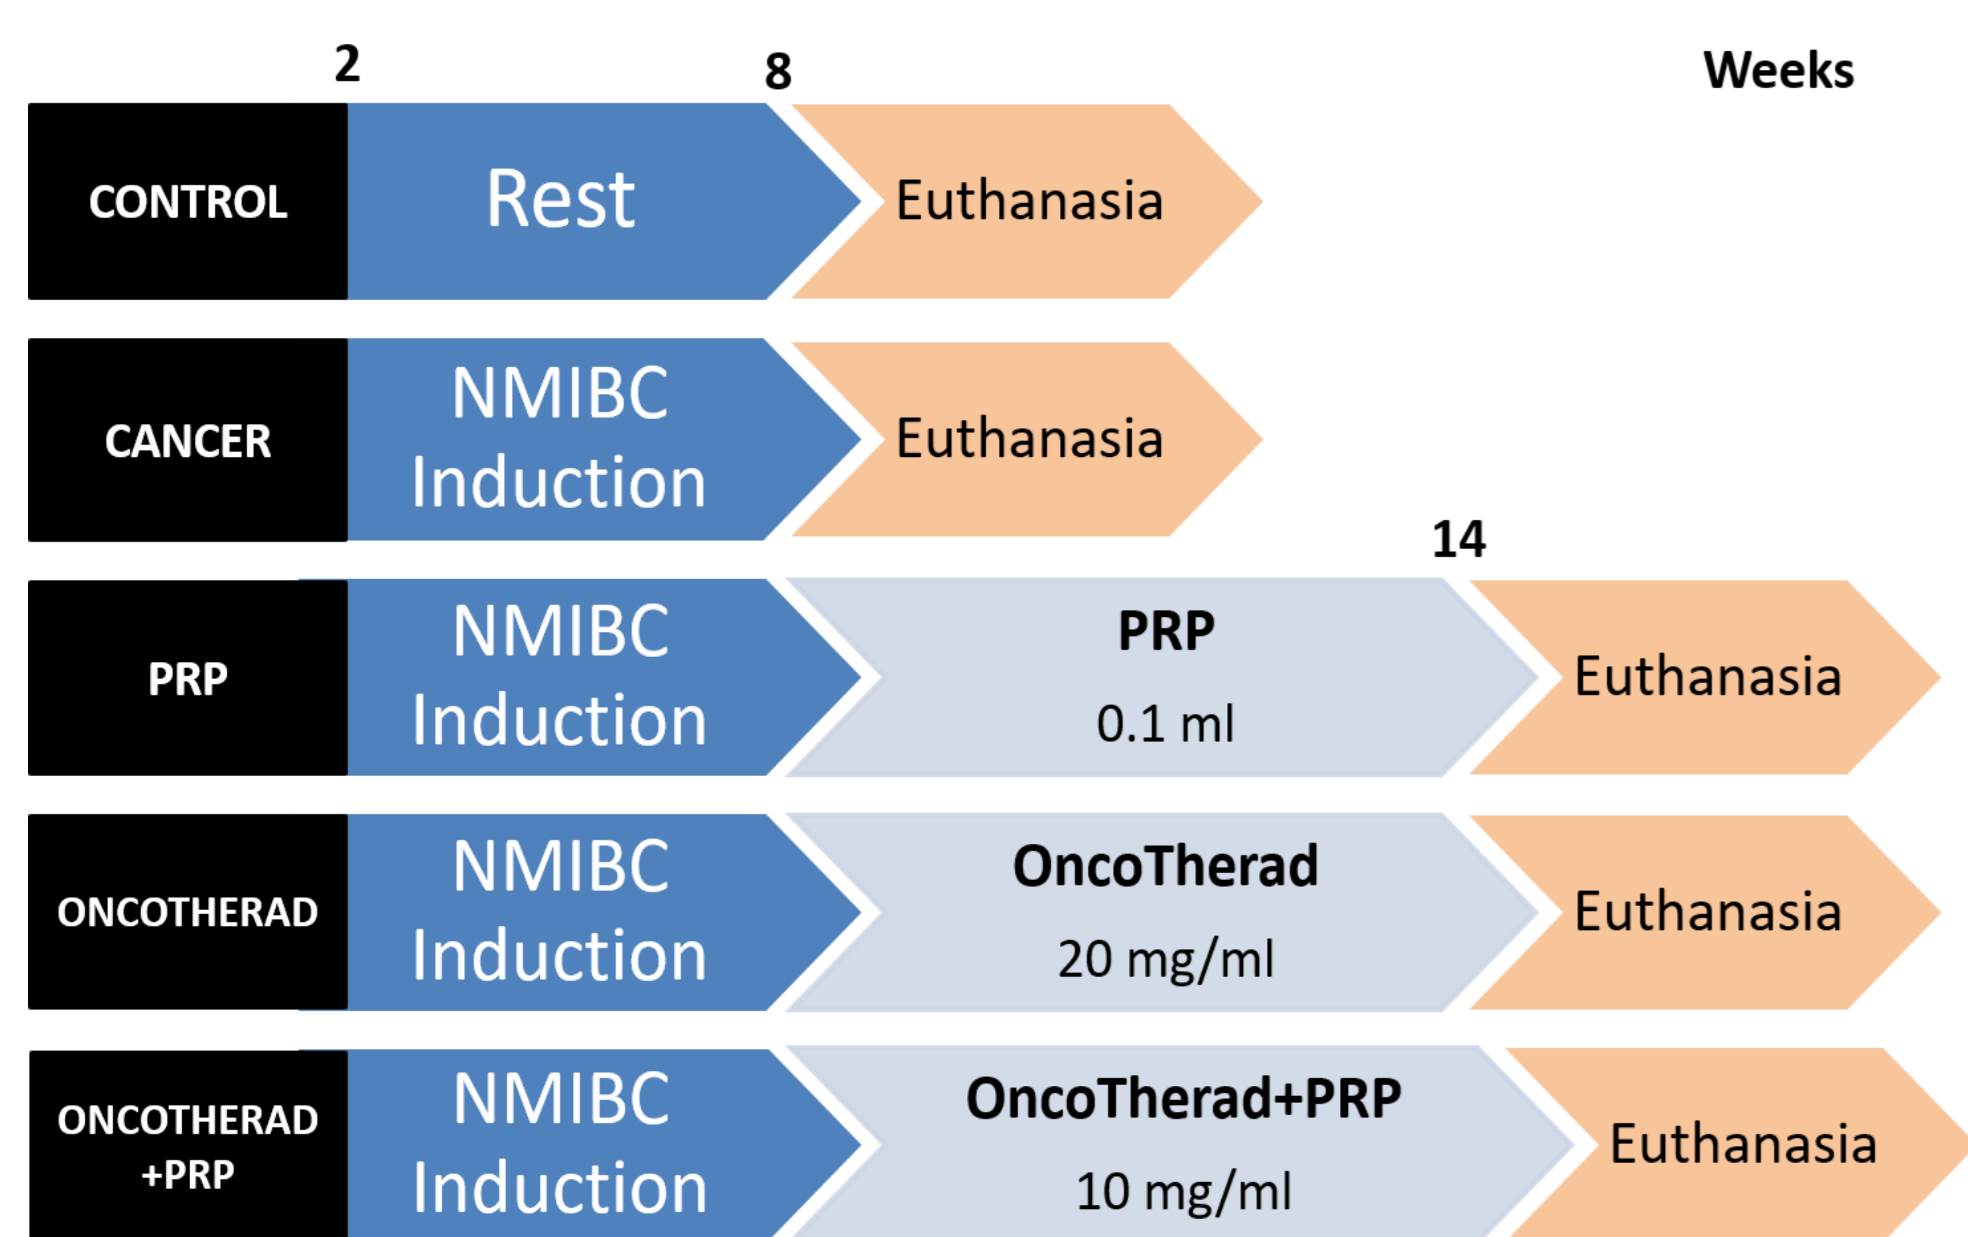 2
8
Weeks
CONTROL
Rest
Euthanasia
CANCER
NMIBC
Induction
Euthanasia
14
PRP
NMIBC
Induction
PRP
0.1 ml
Euthanasia
ONCOTHERAD
NMIBC
Induction
OncoTherad
20 mg/ml
Euthanasia
ONCOTHERAD
+PRP
NMIBC
Induction
OncoTherad+PRP
10 mg/ml
Euthanasia